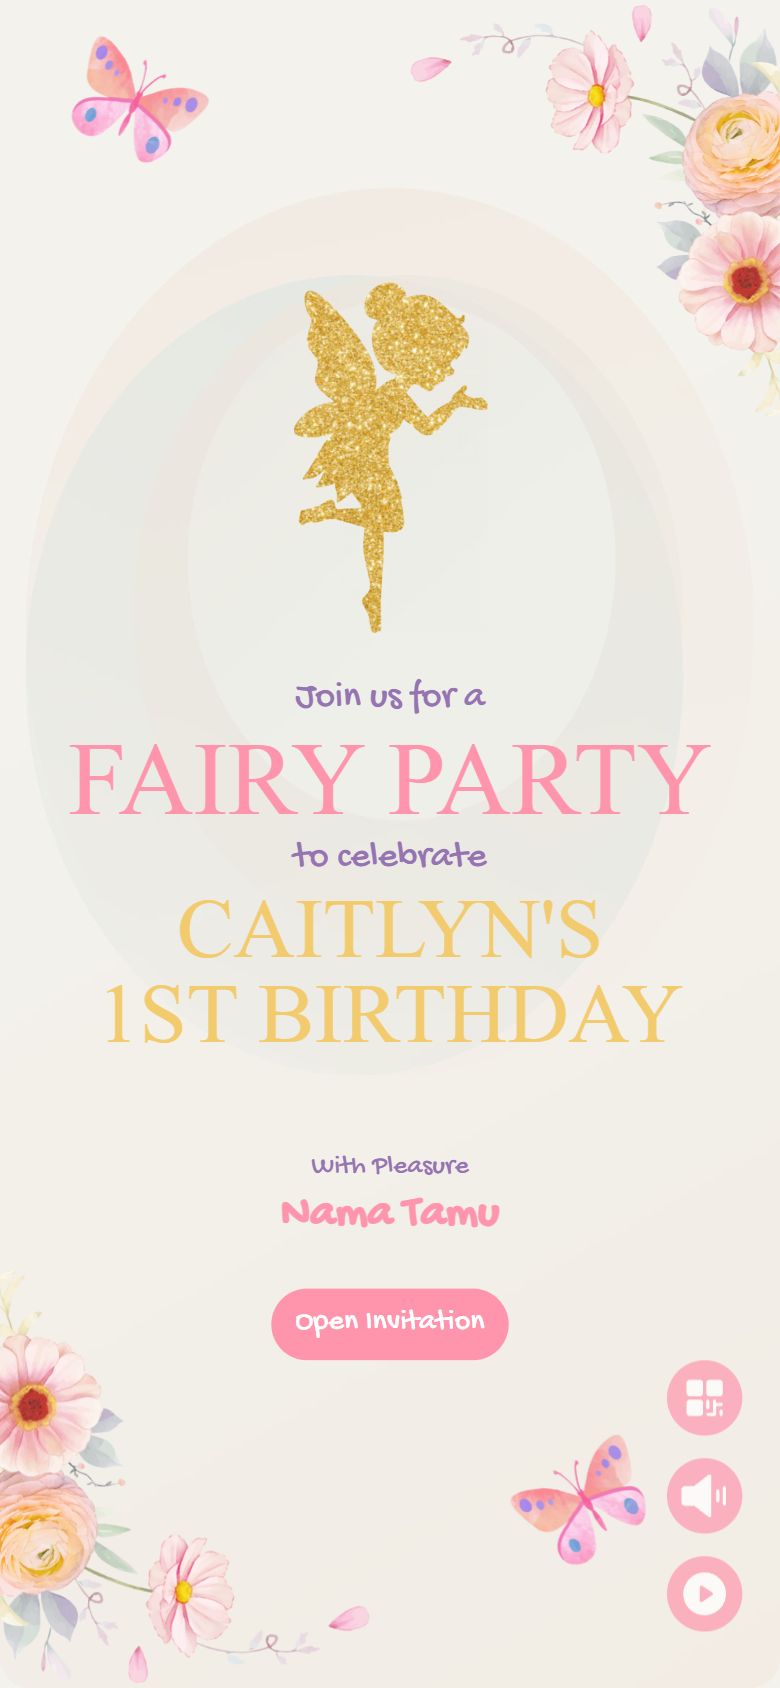 Join us for a
FAIRY PARTY
to celebrate
CAITLYN'S
1ST BIRTHDAY
With Pleasure
Nama Tamu
Open Invitation